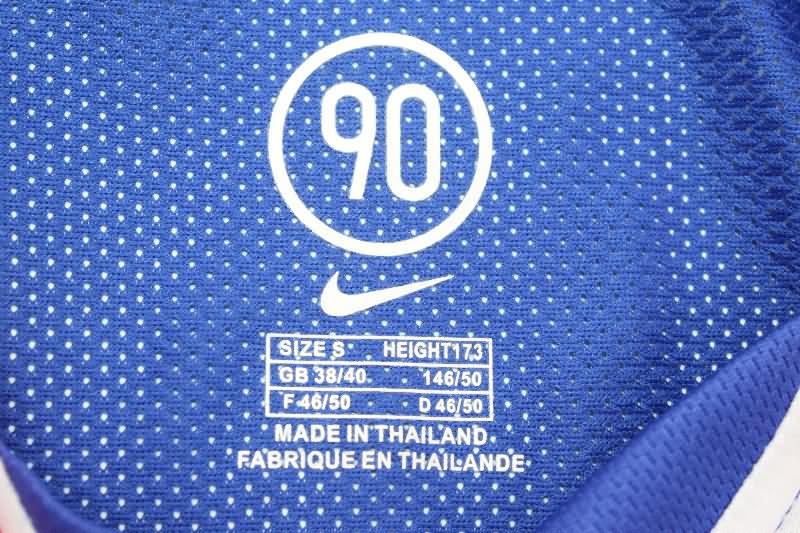 90
SIZE S HEIGHT173
GB 38/40 146/50
F 46/50 D 46/50
MADE IN THAILAND
FABRIQUE EN THAILANDE